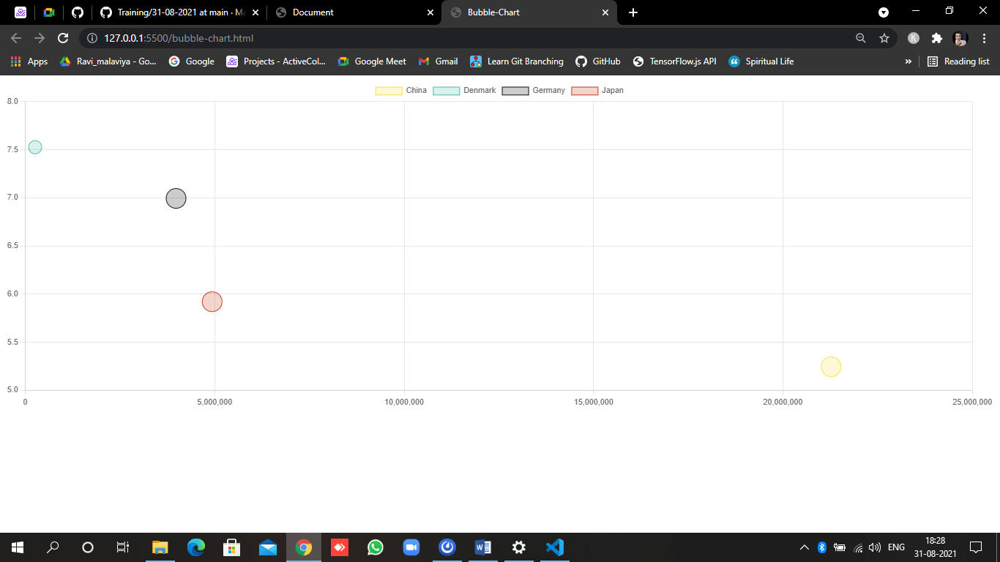 Training/31-08-2021 at main · Ma
Document
Bubble-Chart
127.0.0.1:5500/bubble-chart.html
K
Apps
Ravi_malaviya - Go...
Google
Projects - ActiveCol...
Google Meet
Gmail
Learn Git Branching
GitHub
TensorFlow.js API
Spiritual Life
»
Reading list
China
Denmark
Germany
Japan
8.0
7.5
7.0
6.5
6.0
5.5
5.0
0
5,000,000
10,000,000
15,000,000
20,000,000
25,000,000
ENG
18:28
31-08-2021